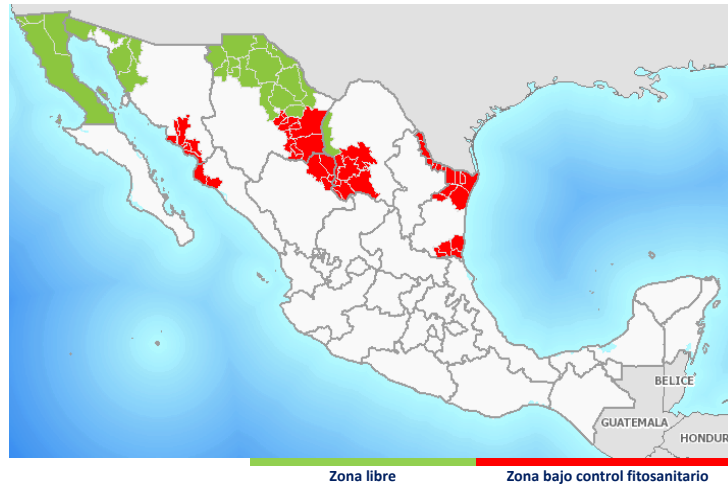 BELICE
GUATEMALA
HONDUR
Zona libre
Zona bajo control fitosanitario